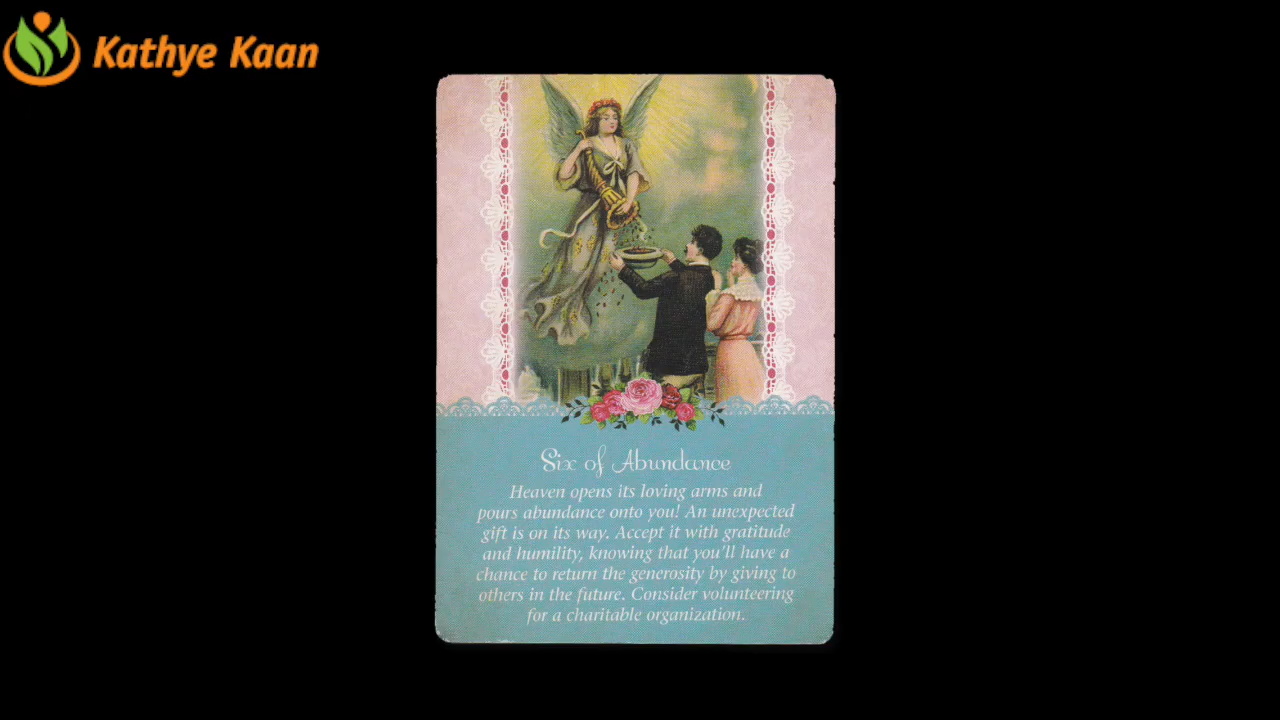 Kathye Kaan
Six of Abundance
Heaven opens its loving arms and
pours abundance onto you! An unexpected
gift is on its way. Accept it with gratitude
and humility, knowing that you'll have a
chance to return the generosity by giving to
others in the future. Consider volunteering
for a charitable organization.